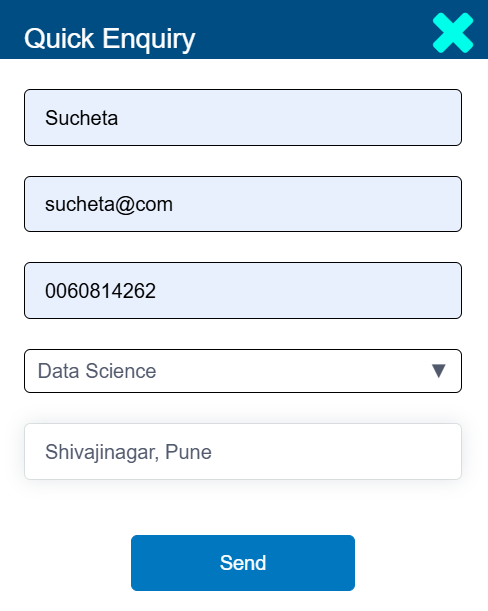 Quick Enquiry
Sucheta
sucheta@com
0060814262
Data Science
Shivajinagar, Pune
Send